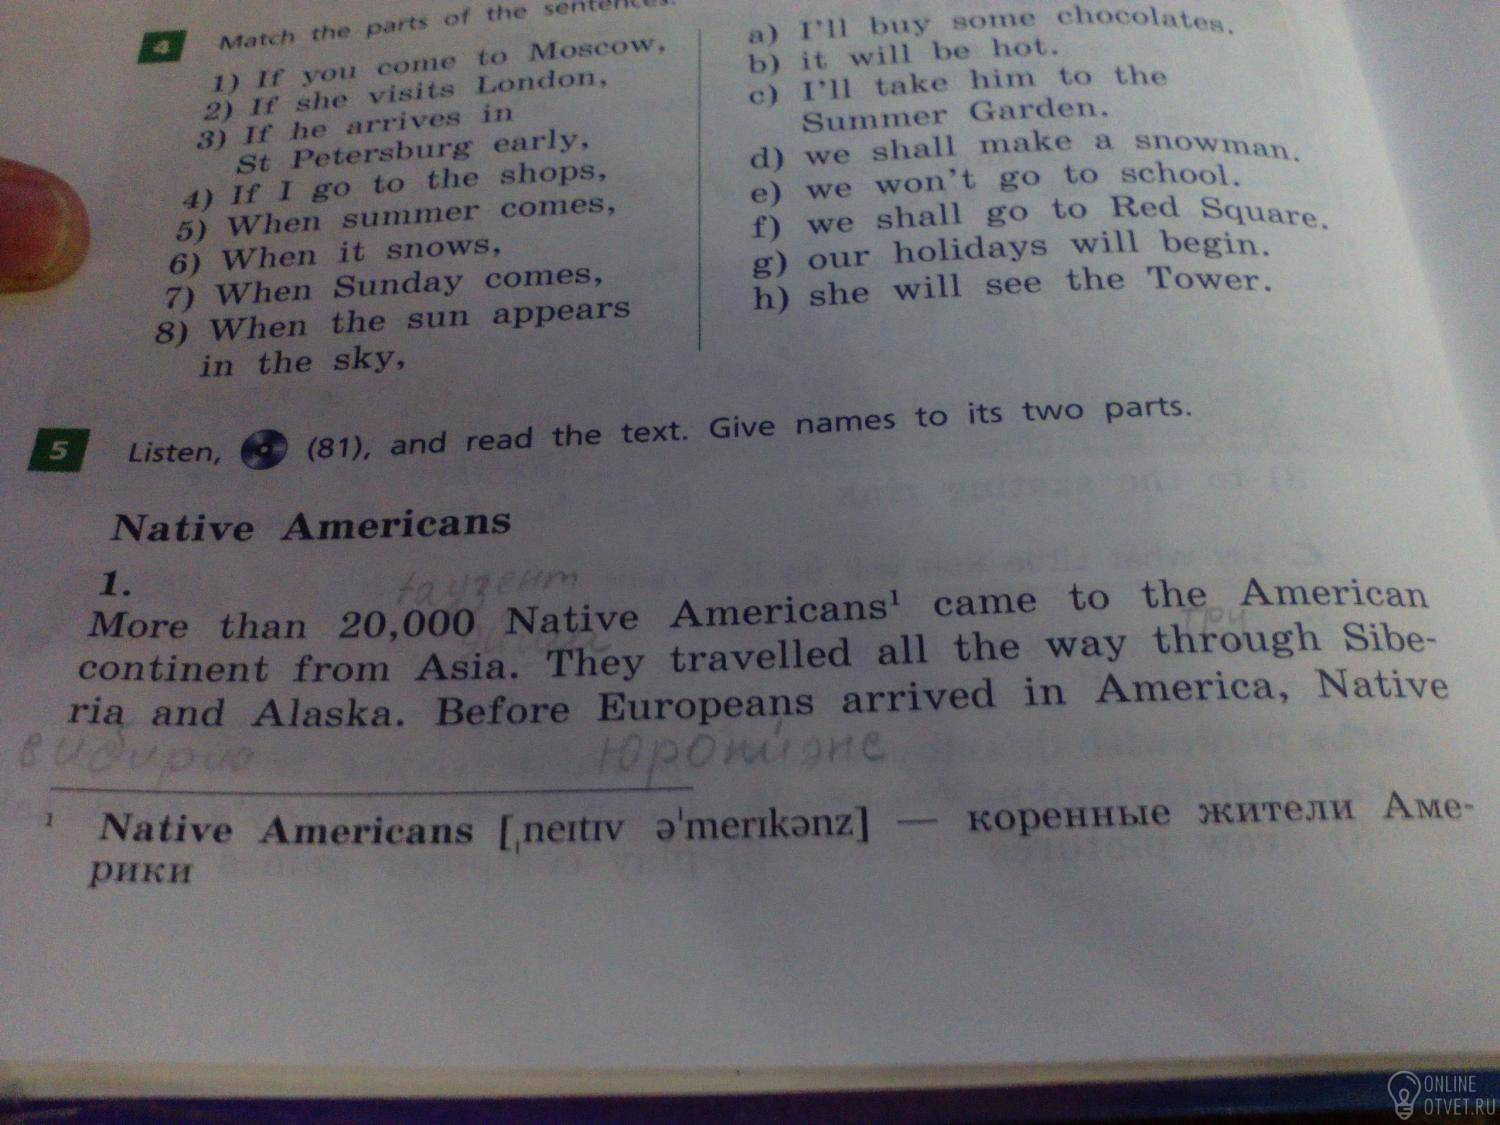 4 Match the parts of the sentences.
1) If you come to Moscow,
2) If she visits London,
3) If he arrives in
St Petersburg early,
4) If I go to the shops,
5) When summer comes,
6) When it snows,
7) When Sunday comes,
8) When the sun appears
in the sky,
a) I'll buy some chocolates.
b) it will be hot.
c) I'll take him to the
Summer Garden.
d) we shall make a snowman.
e) we won't go to school.
f) we shall go to Red Square.
g) our holidays will begin.
h) she will see the Tower.
5 Listen, (81), and read the text. Give names to its two parts.
Native Americans
1.
More than 20,000 Native Americans¹ came to the American
continent from Asia. They travelled all the way through Sibe-
ria and Alaska. Before Europeans arrived in America, Native
¹ Native Americans [ˌneɪtɪv əˈmerɪkənz] — коренные жители Аме-
рики
ONLINE
OTVET.RU